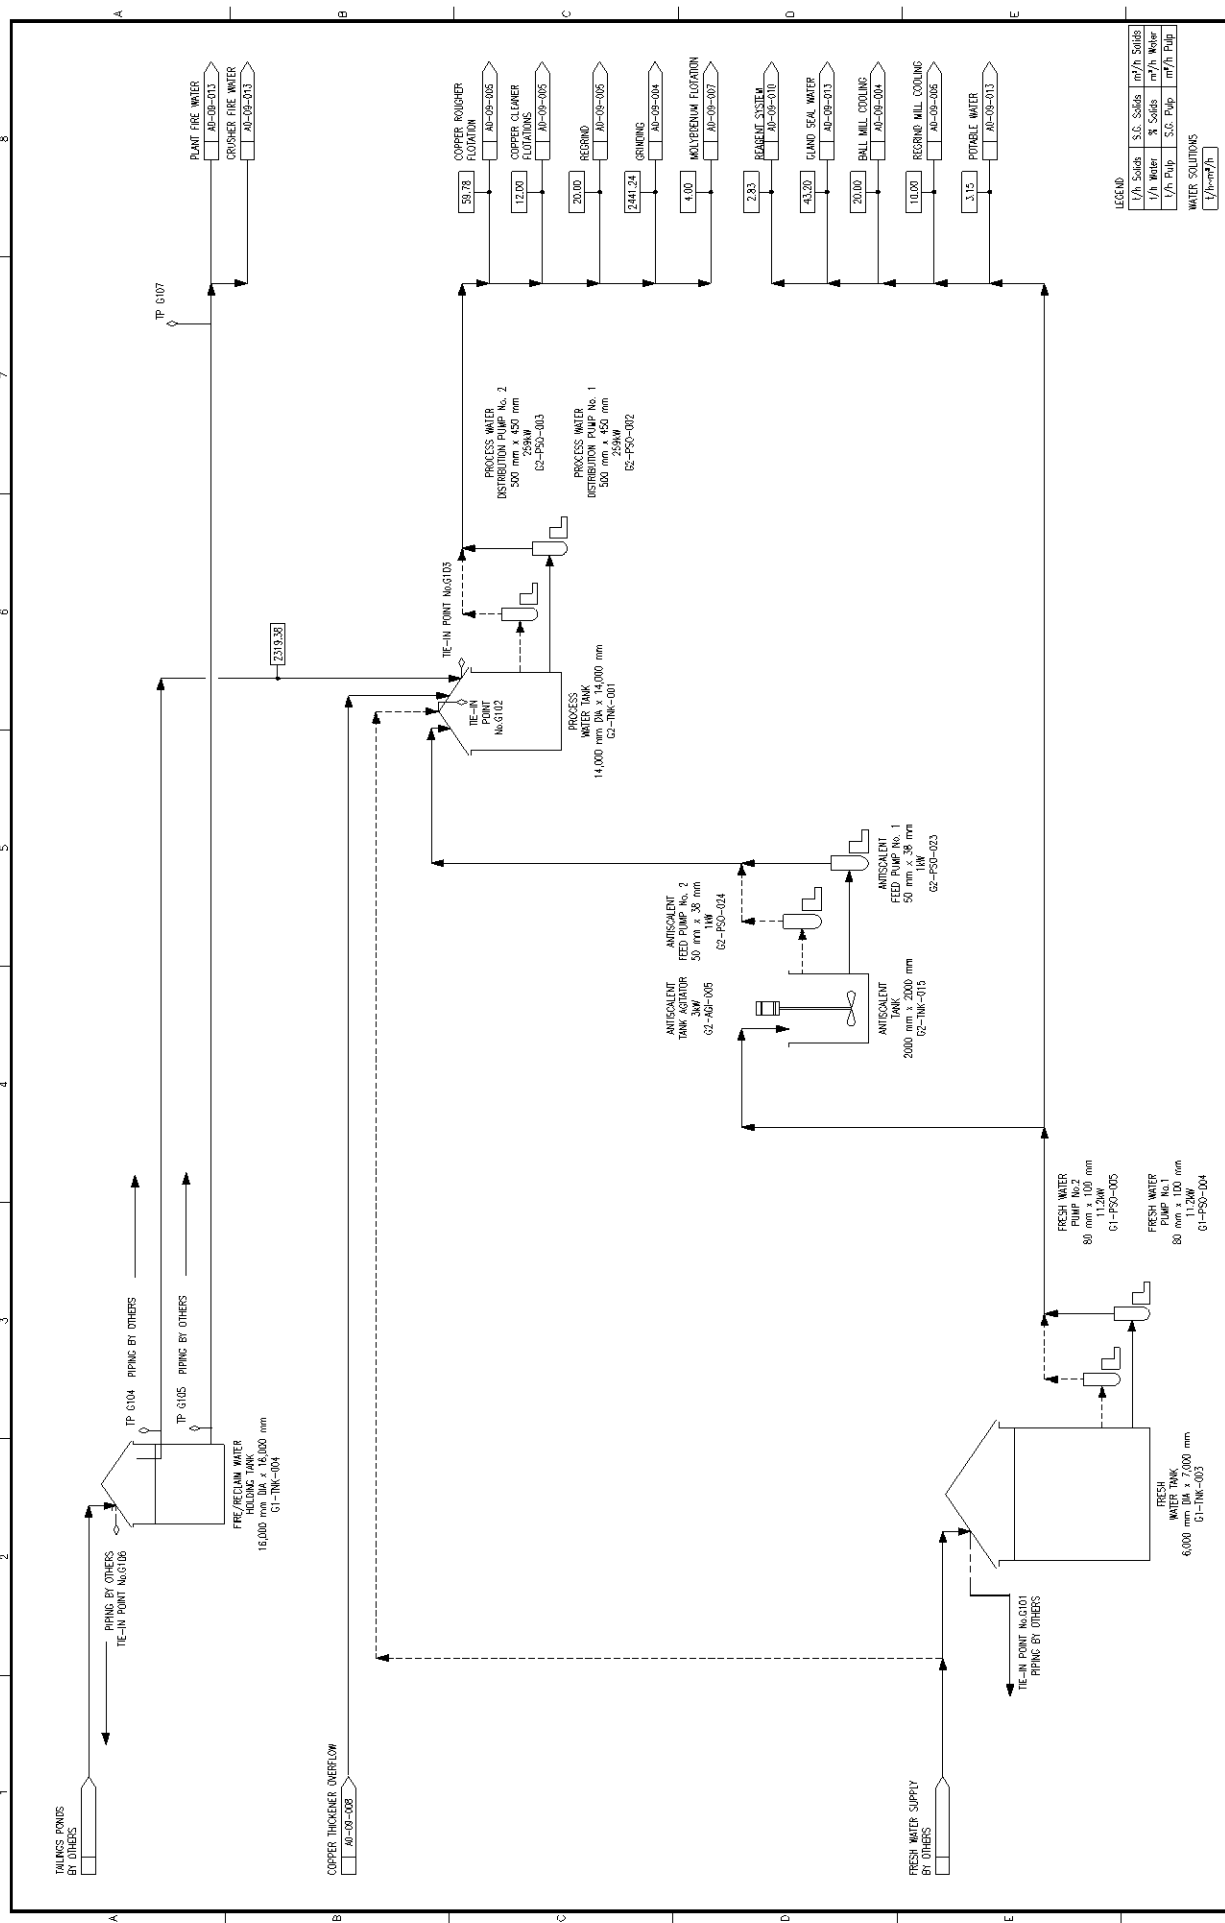 TAILINGS PONDS
BY OTHERS
PIPING BY OTHERS
TIE-IN POINT No.G106
TP G104 PIPING BY OTHERS
TP G105 PIPING BY OTHERS
FIRE/RECLAIM WATER
HOLDING TANK
16,000 mm DIA x 16,000 mm
G1-TNK-004
TP G107
PLANT FIRE WATER
A0-09-013
CRUSHER FIRE WATER
A0-09-013
2319.38
COPPER THICKENER OVERFLOW
A0-09-008
TIE-IN POINT No.G103
TIE-IN
POINT
No.G102
PROCESS
WATER TANK
14,000 mm DIA x 14,000 mm
G2-TNK-001
PROCESS WATER
DISTRIBUTION PUMP No. 2
500 mm x 450 mm
259kW
G2-PSO-003
PROCESS WATER
DISTRIBUTION PUMP No. 1
500 mm x 450 mm
259kW
G2-PSO-002
COPPER ROUGHER
FLOTATION
59.78
A0-09-005
COPPER CLEANER
FLOTATIONS
12.00
A0-09-005
REGRIND
20.00
A0-09-006
GRINDING
2441.24
A0-09-004
MOLYBDENIUM FLOTATION
4.00
A0-09-007
REAGENT SYSTEM
2.83
A0-09-010
GLAND SEAL WATER
43.20
A0-09-013
BALL MILL COOLING
20.00
A0-09-004
REGRIND MILL COOLING
10.00
A0-09-006
POTABLE WATER
3.15
A0-09-013
ANTISCALENT
TANK AGITATOR
3kW
G2-AGI-005
ANTISCALENT
FEED PUMP No. 2
50 mm x 38 mm
1kW
G2-PSO-024
ANTISCALENT
FEED PUMP No. 1
50 mm x 38 mm
1kW
G2-PSO-023
ANTISCALENT
TANK
2000 mm x 2000 mm
G2-TNK-015
FRESH WATER SUPPLY
BY OTHERS
TIE-IN POINT No.G101
PIPING BY OTHERS
FRESH
WATER TANK
6,000 mm DIA x 7,000 mm
G1-TNK-003
FRESH WATER
PUMP No.2
80 mm x 100 mm
11.2kW
G1-PSO-005
FRESH WATER
PUMP No.1
80 mm x 100 mm
11.2kW
G1-PSO-004
LEGEND
t/h Solids S.G. Solids m³/h Solids
t/h Water % Solids m³/h Water
t/h Pulp S.G. Pulp m³/h Pulp
WATER SOLUTIONS
t/h=m³/h
1 2 3 4 5 6 7 8
A B C D E
A B C D E